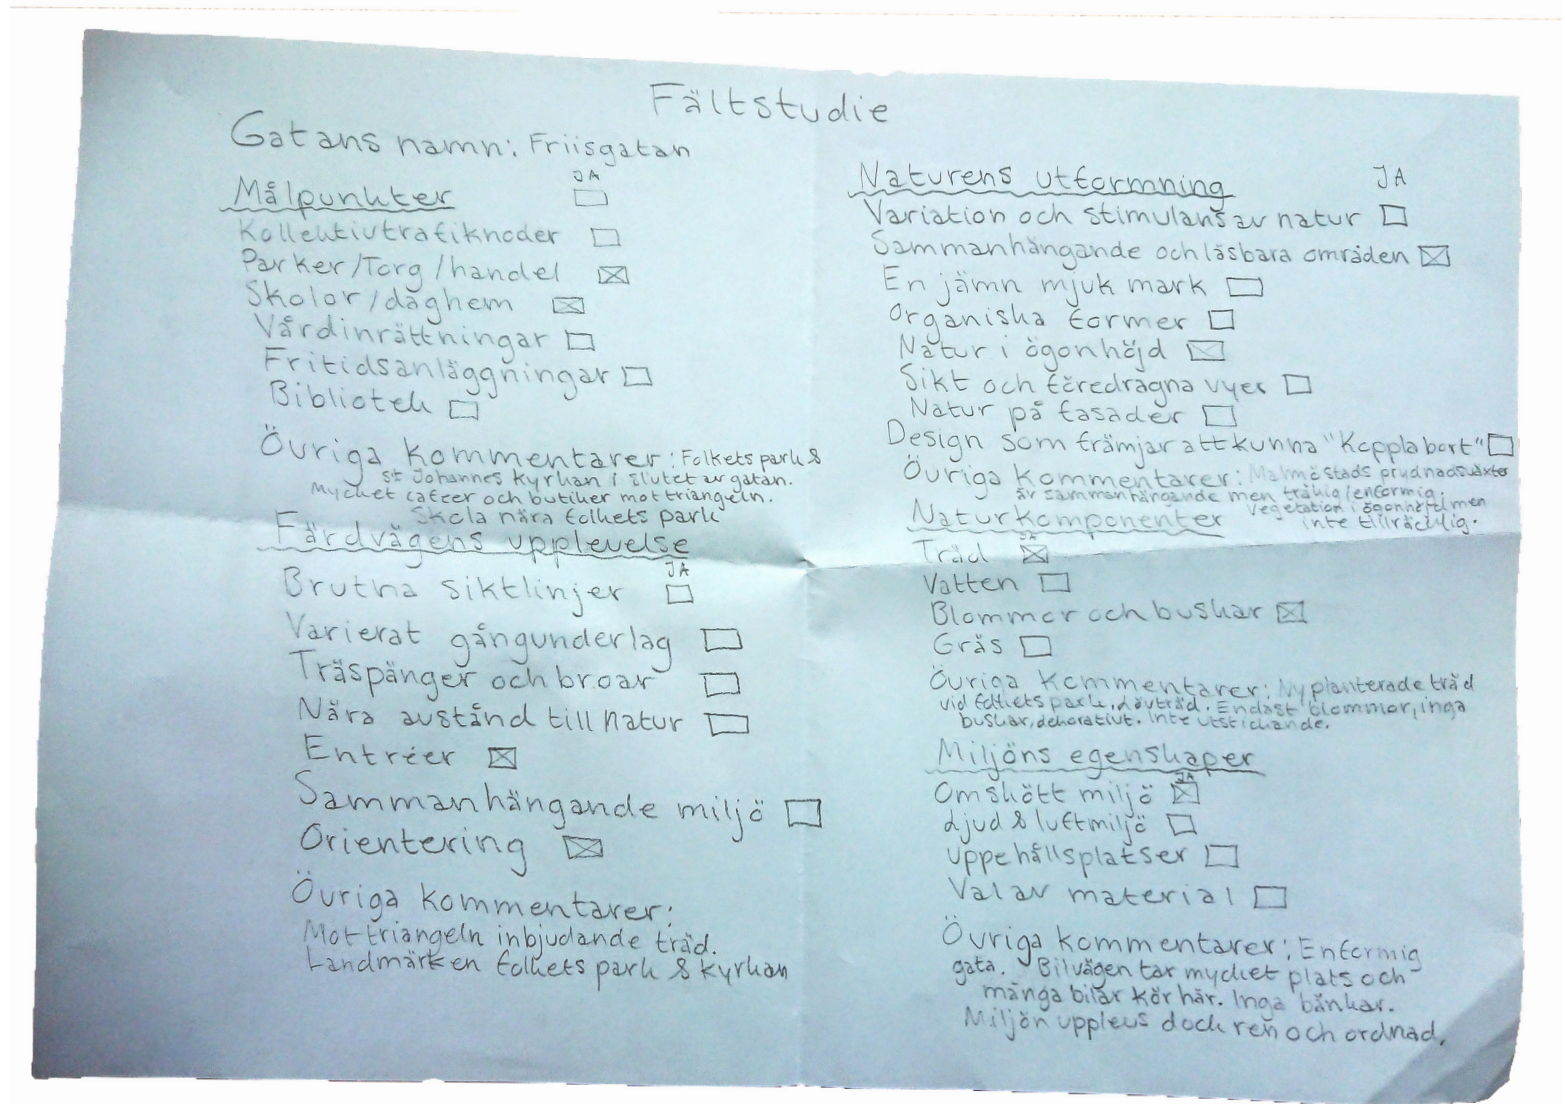 Fältstudie
Gatans namn: Friisgatan
JA
Målpunkter
Kollektivtrafiknoder
Parker/Torg/handel
Skolor/daghem
Vårdinrättningar
Fritidsanläggningar
Bibliotek
Övriga kommentarer: Folkets park &
st Johannes kyrkan i slutet av gatan.
Mycket cafeer och butiker mot triangeln.
Skola nära folkets park
Färdvägens upplevelse
JA
Brutna siktlinjer
Varierat gångunderlag
Träspänger och broar
Nära avstånd till natur
Entréer
Sammanhängande miljö
Orientering
Övriga kommentarer:
Mot triangeln inbjudande träd.
Landmärken folkets park & kyrkan
Naturens utformning JA
Variation och stimulans av natur
Sammanhängande och läsbara områden
En jämn mjuk mark
Organiska former
Natur i ögonhöjd
Sikt och föredragna vyer
Natur på fasader
Design som främjar att kunna "Koppla bort"
Övriga kommentarer: Malmö stads prydnadsväxter
är sammanhängande men tråkig/enformig.
Vegetation i ögonhöjd men
inte tillräcklig.
Naturkomponenter
JA
Träd
Vatten
Blommor och buskar
Gräs
Övriga Kommentarer: Nyplanterade träd
vid folkets park, Lövträd. Endast blommor, inga
buskar, dekorativt. Inte utstickande.
Miljöns egenskaper
JA
Omskött miljö
Ljud & luftmiljö
Uppehållsplatser
Val av material
Övriga kommentarer: Enformig
gata. Bilvägen tar mycket plats och
många bilar kör här. Inga bänkar.
Miljön upplevs dock ren och ordnad.